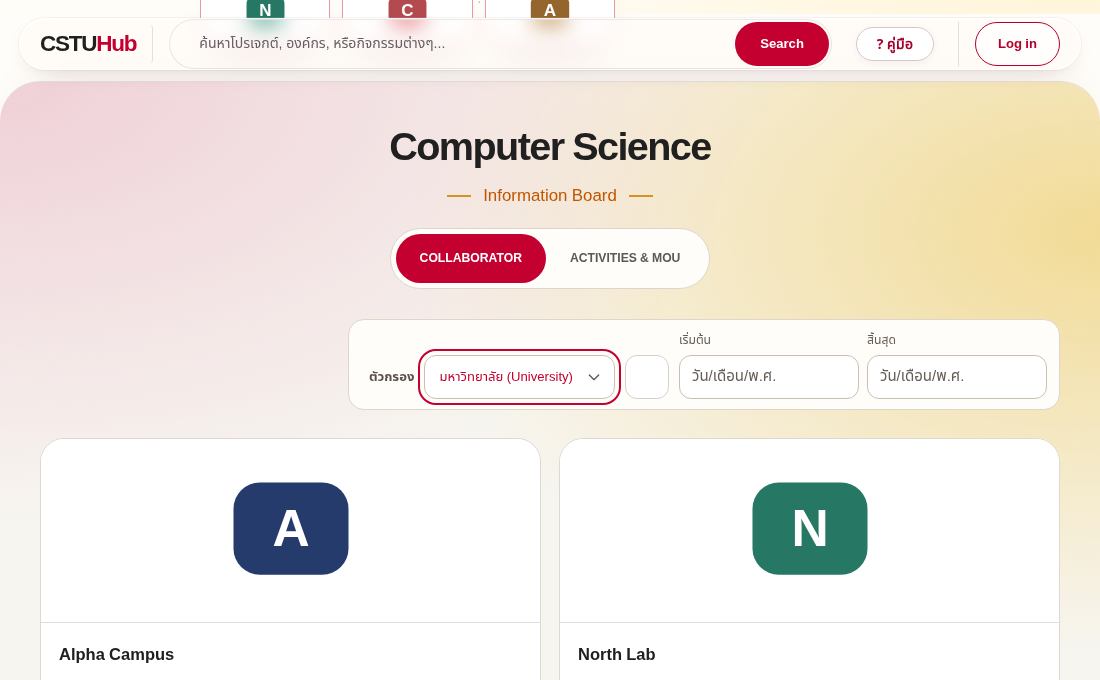 N
C
A
CSTUHub
ค้นหาโปรเจกต์, องค์กร, หรือกิจกรรมต่างๆ...
Search
? คู่มือ
Log in
Computer Science
Information Board
COLLABORATOR
ACTIVITIES & MOU
เริ่มต้น
สิ้นสุด
ตัวกรอง
มหาวิทยาลัย (University)
วัน/เดือน/พ.ศ.
วัน/เดือน/พ.ศ.
A
N
Alpha Campus
North Lab